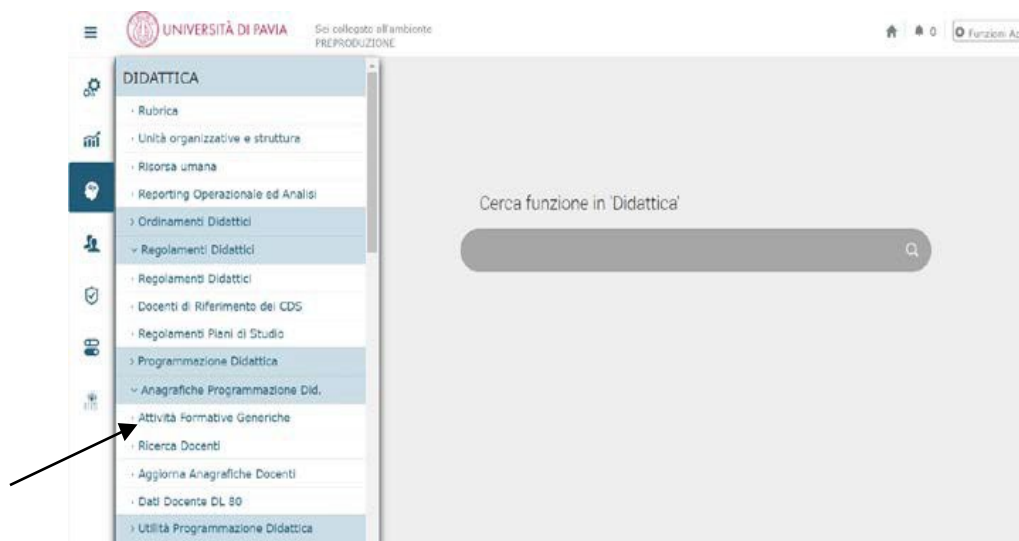 UNIVERSITÀ DI PAVIA
Sei collegato all'ambiente
PREPRODUZIONE
0
Funzioni Ap
DIDATTICA
· Rubrica
· Unità organizzative e struttura
· Risorsa umana
· Reporting Operazionale ed Analisi
› Ordinamenti Didattici
Regolamenti Didattici
· Regolamenti Didattici
· Docenti di Riferimento dei CDS
· Regolamenti Piani di Studio
› Programmazione Didattica
Anagrafiche Programmazione Did.
· Attività Formative Generiche
· Ricerca Docenti
· Aggiorna Anagrafiche Docenti
· Dati Docente DL 80
› Utilità Programmazione Didattica
Cerca funzione in 'Didattica'